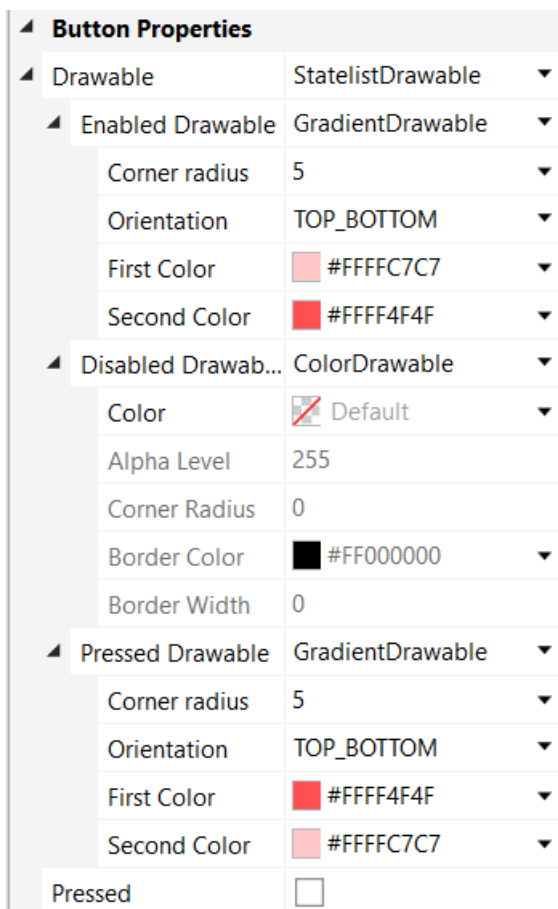 Button Properties
Drawable StatelistDrawable
Enabled Drawable GradientDrawable
Corner radius 5
Orientation TOP_BOTTOM
First Color #FFFFC7C7
Second Color #FFFF4F4F
Disabled Drawab... ColorDrawable
Color Default
Alpha Level 255
Corner Radius 0
Border Color #FF000000
Border Width 0
Pressed Drawable GradientDrawable
Corner radius 5
Orientation TOP_BOTTOM
First Color #FFFF4F4F
Second Color #FFFFC7C7
Pressed